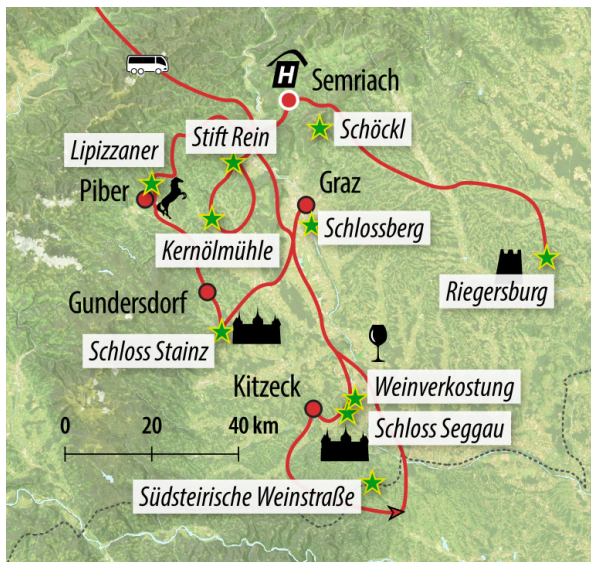 H
Semriach
Stift Rein
Schöckl
Lipizzaner
Piber
Graz
Kernölmühle
Schlossberg
Gundersdorf
Riegersburg
Schloss Stainz
Kitzeck
Weinverkostung
0 20 40 km
Schloss Seggau
Südsteirische Weinstraße